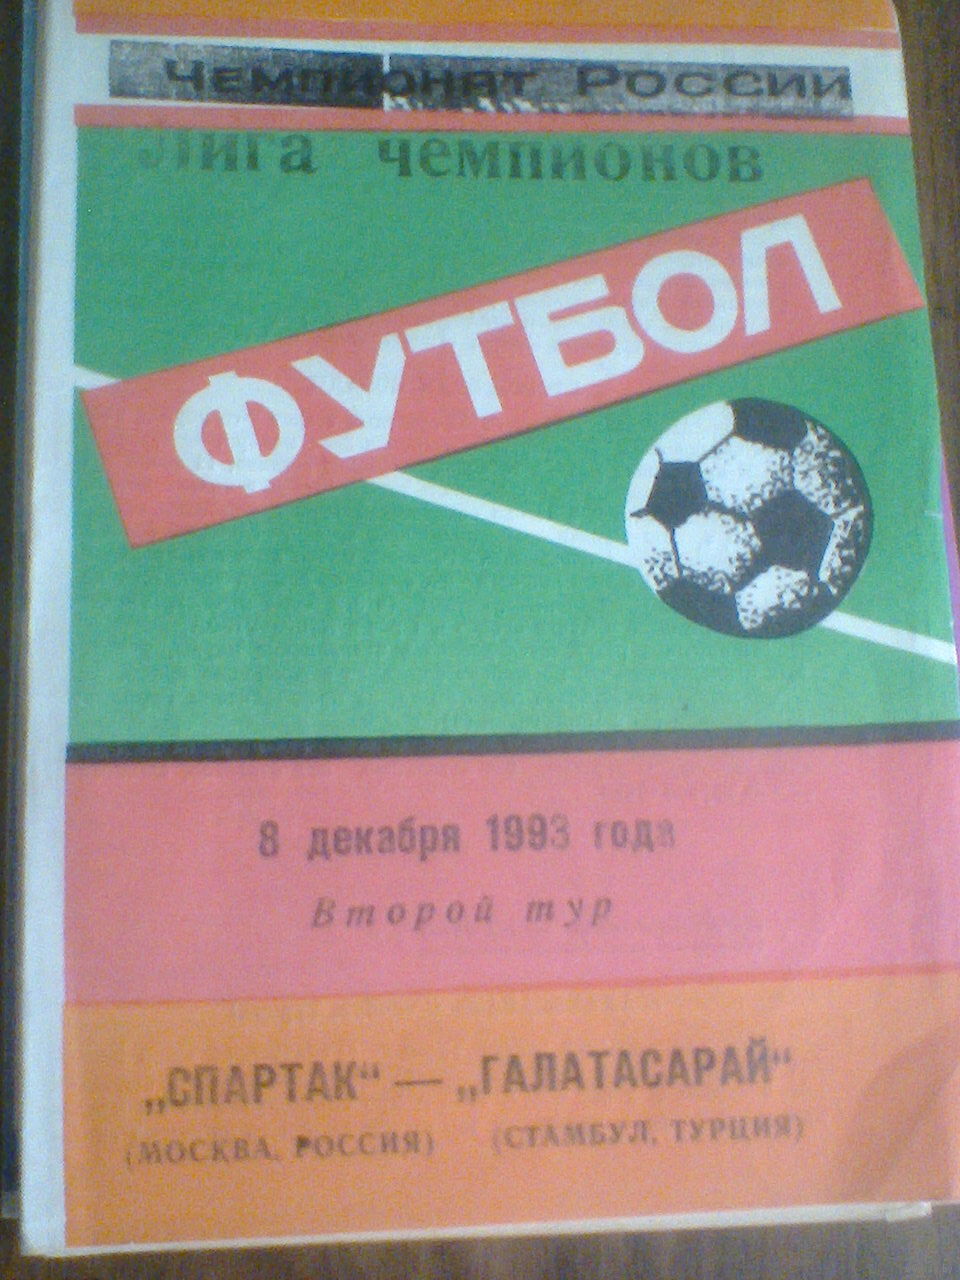 Чемпионат России
Лига чемпионов
ФУТБОЛ
8 декабря 1993 года
Второй тур
„СПАРТАК“ — „ГАЛАТАСАРАЙ“
(МОСКВА, РОССИЯ) (СТАМБУЛ, ТУРЦИЯ)